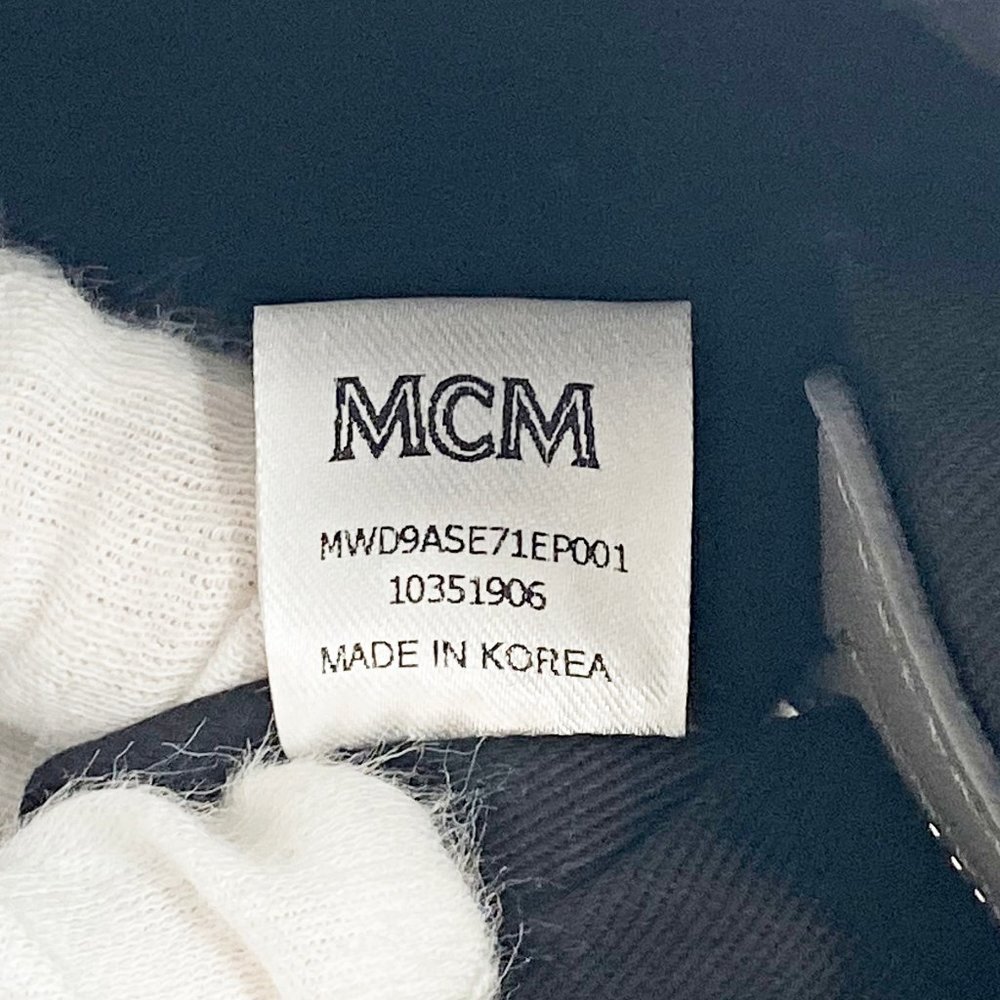 MCM
MWD9ASE71EP001
10351906
MADE IN KOREA